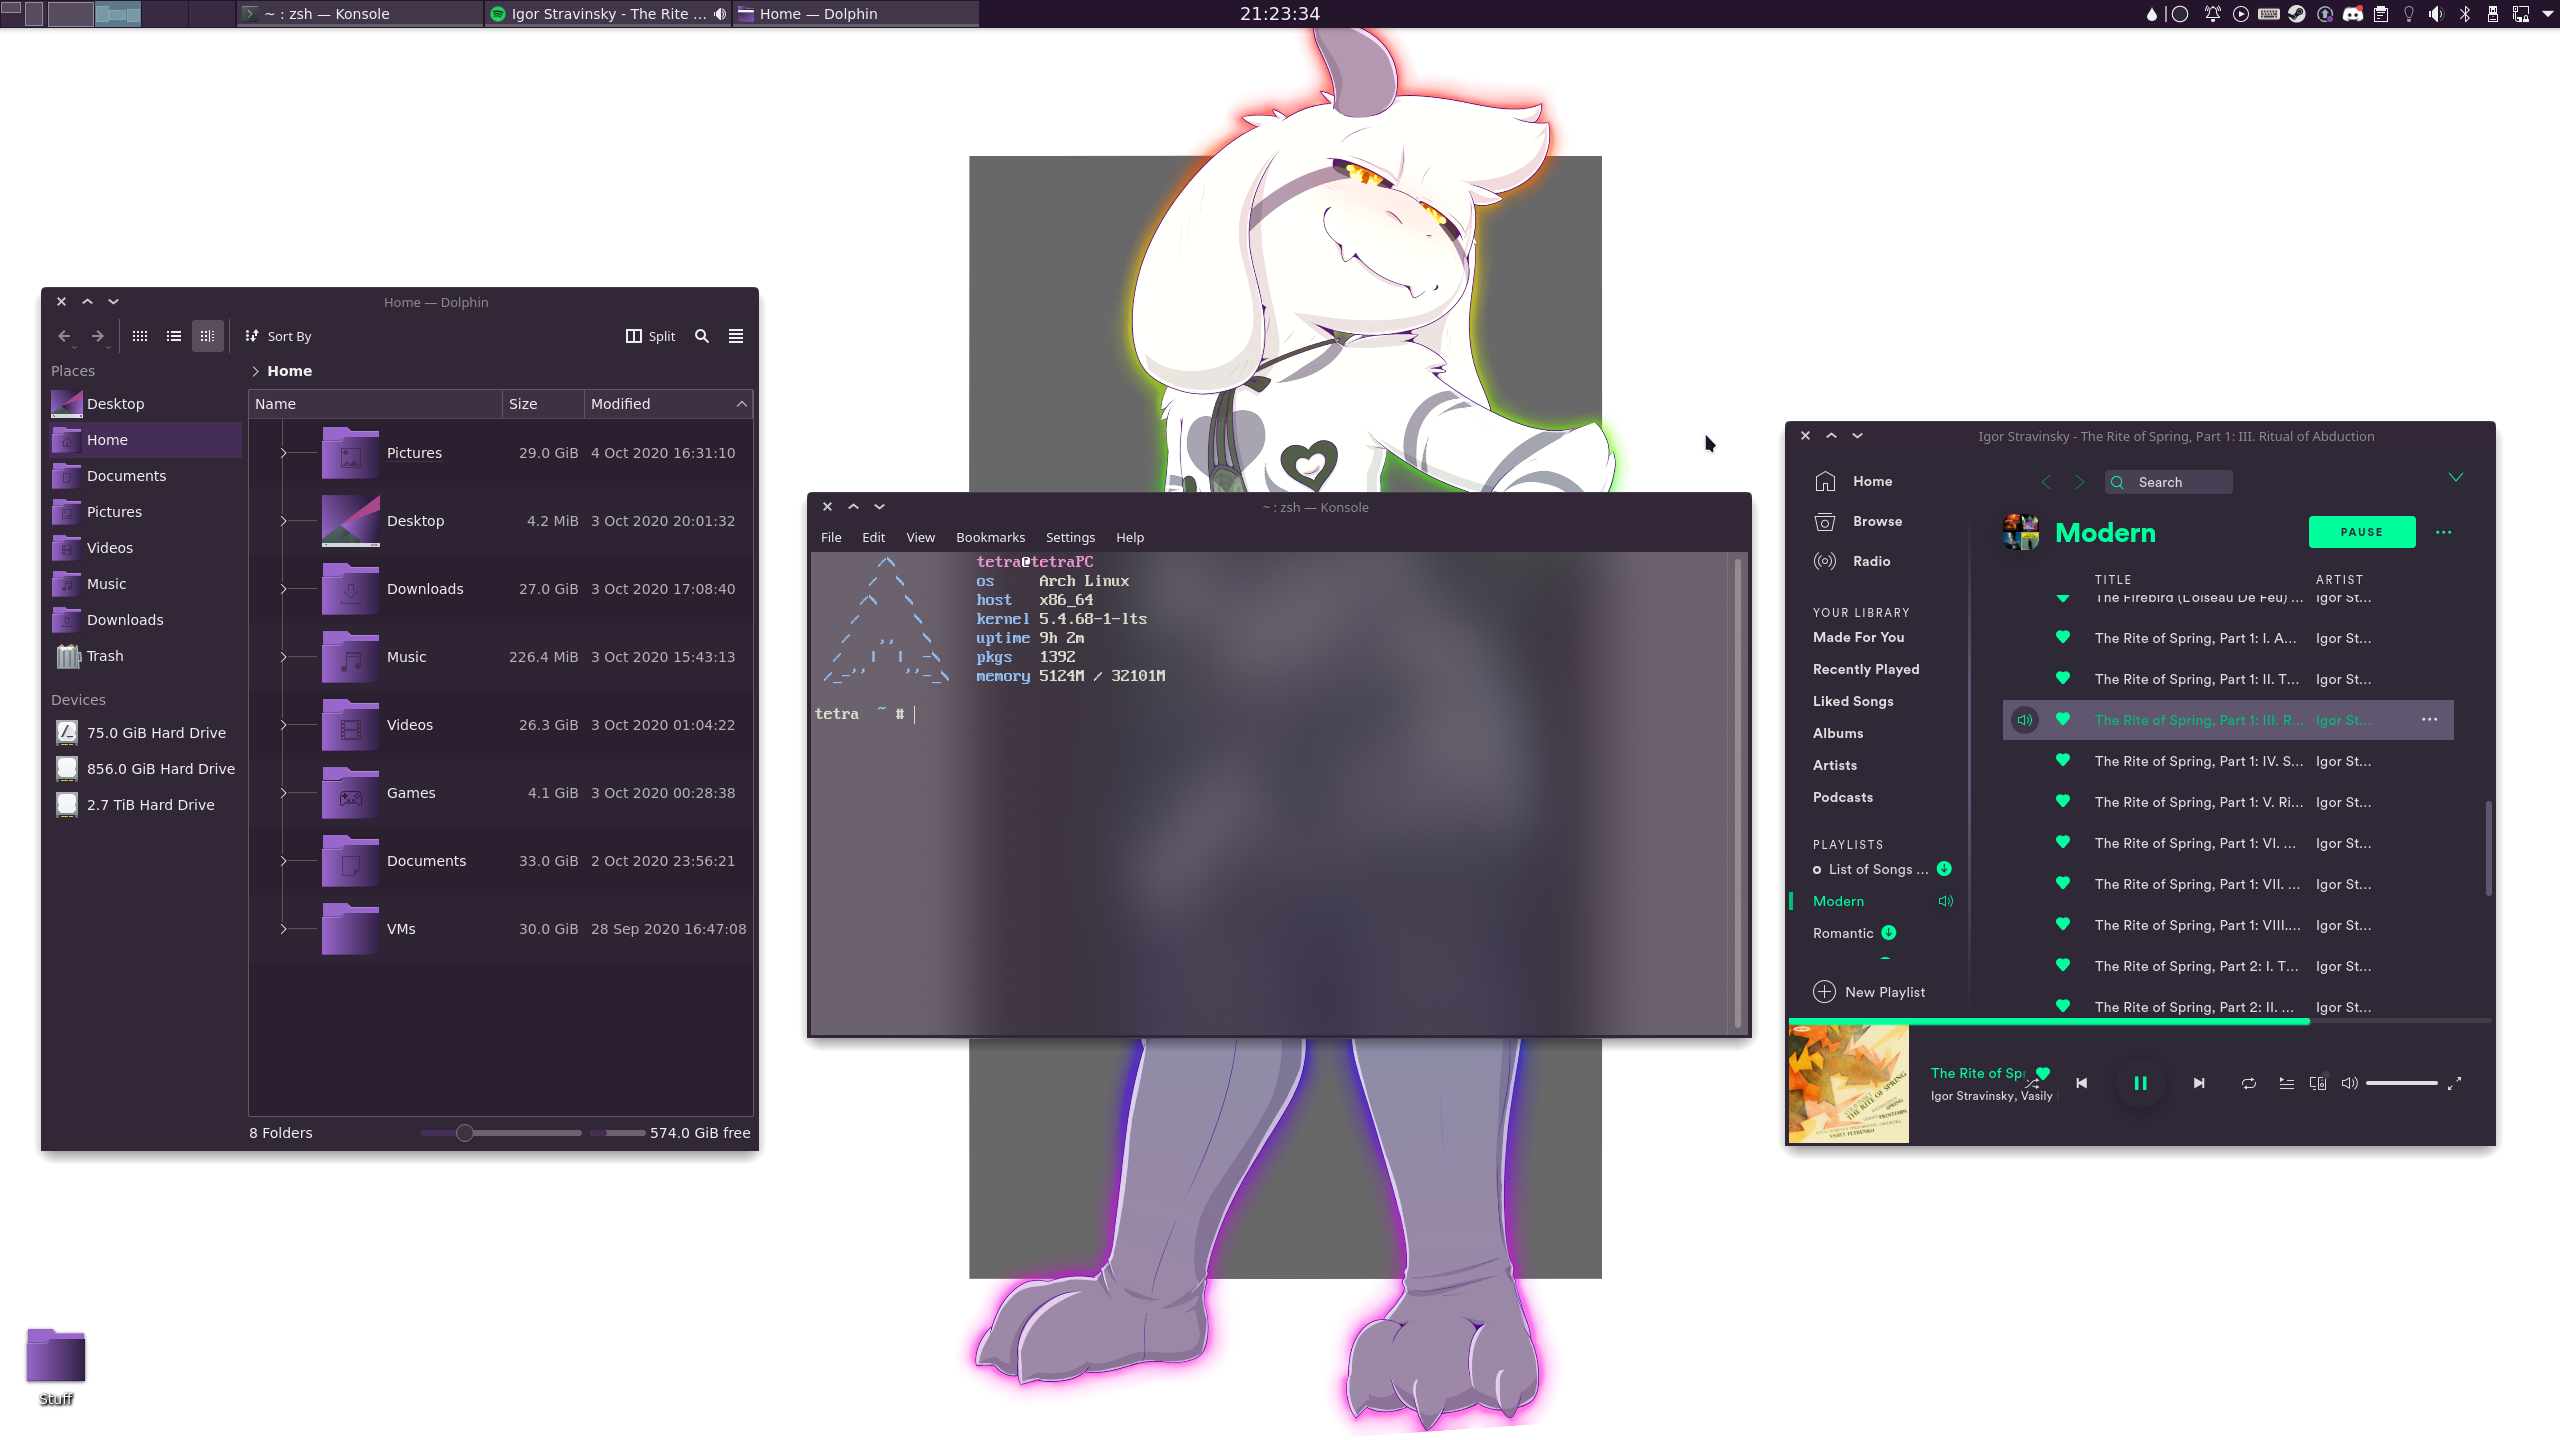 ~ : zsh — Konsole
Igor Stravinsky - The Rite ...
Home — Dolphin
21:23:34
Home — Dolphin
Sort By
Split
Places
Desktop
Home
Documents
Pictures
Videos
Music
Downloads
Trash
Devices
75.0 GiB Hard Drive
856.0 GiB Hard Drive
2.7 TiB Hard Drive
Home
Name Size Modified
Pictures 29.0 GiB 4 Oct 2020 16:31:10
Desktop 4.2 MiB 3 Oct 2020 20:01:32
Downloads 27.0 GiB 3 Oct 2020 17:08:40
Music 226.4 MiB 3 Oct 2020 15:43:13
Videos 26.3 GiB 3 Oct 2020 01:04:22
Games 4.1 GiB 3 Oct 2020 00:28:38
Documents 33.0 GiB 2 Oct 2020 23:56:21
VMs 30.0 GiB 28 Sep 2020 16:47:08
8 Folders
574.0 GiB free
Stuff
~ : zsh — Konsole
File Edit View Bookmarks Settings Help
tetra@tetraPC
os Arch Linux
host x86_64
kernel 5.4.68-1-lts
uptime 9h 2m
pkgs 1392
memory 5124M / 32101M
tetra ~ #
Igor Stravinsky - The Rite of Spring, Part 1: III. Ritual of Abduction
Home
Browse
Radio
YOUR LIBRARY
Made For You
Recently Played
Liked Songs
Albums
Artists
Podcasts
PLAYLISTS
List of Songs ...
Modern
Romantic
New Playlist
Search
Modern
PAUSE
TITLE ARTIST
The Firebird (L'oiseau De Feu) ... Igor St...
The Rite of Spring, Part 1: I. A... Igor St...
The Rite of Spring, Part 1: II. T... Igor St...
The Rite of Spring, Part 1: III. R... Igor St...
The Rite of Spring, Part 1: IV. S... Igor St...
The Rite of Spring, Part 1: V. Ri... Igor St...
The Rite of Spring, Part 1: VI. ... Igor St...
The Rite of Spring, Part 1: VII. ... Igor St...
The Rite of Spring, Part 1: VIII.... Igor St...
The Rite of Spring, Part 2: I. T... Igor St...
The Rite of Spring, Part 2: II. ... Igor St...
STRAVINSKY
THE RITE OF SPRING
VASILY PETRENKO
The Rite of Spr
Igor Stravinsky, Vasily